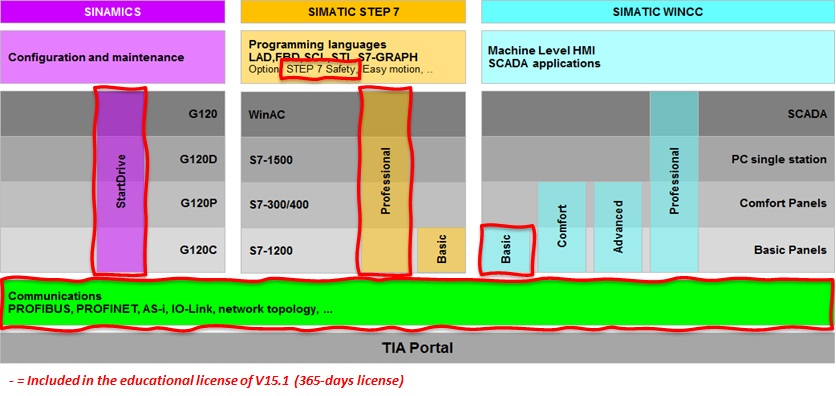 SINAMICS
SIMATIC STEP 7
SIMATIC WINCC
Configuration and maintenance
Programming languages
LAD,FBD,SCL,STL,S7-GRAPH
Option: STEP 7 Safety, Easy motion, ..
Machine Level HMI
SCADA applications
G120
G120D
G120P
G120C
StartDrive
WinAC
S7-1500
S7-300/400
S7-1200
Professional
Basic
Basic
Comfort
Advanced
Professional
SCADA
PC single station
Comfort Panels
Basic Panels
Communications
PROFIBUS, PROFINET, AS-i, IO-Link, network topology, ...
TIA Portal
- = Included in the educational license of V15.1 (365-days license)